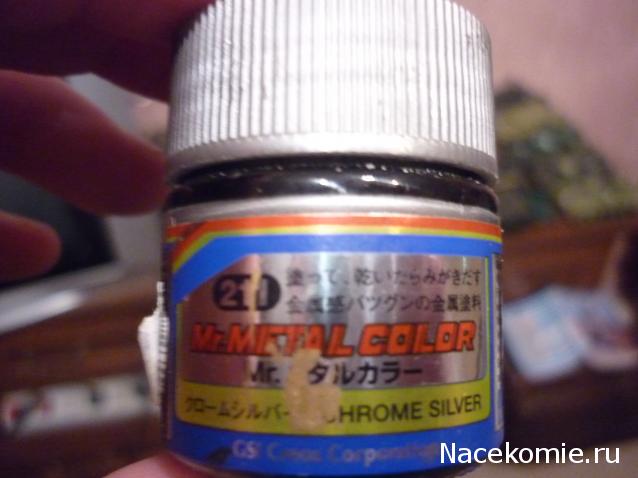 211
塗って、乾いたらみがきだす
金属感バツグンの金属塗料
Mr.METAL COLOR
Mr.メタルカラー
クロームシルバー CHROME SILVER
GSI Creos Corporation
Nacekomie.ru